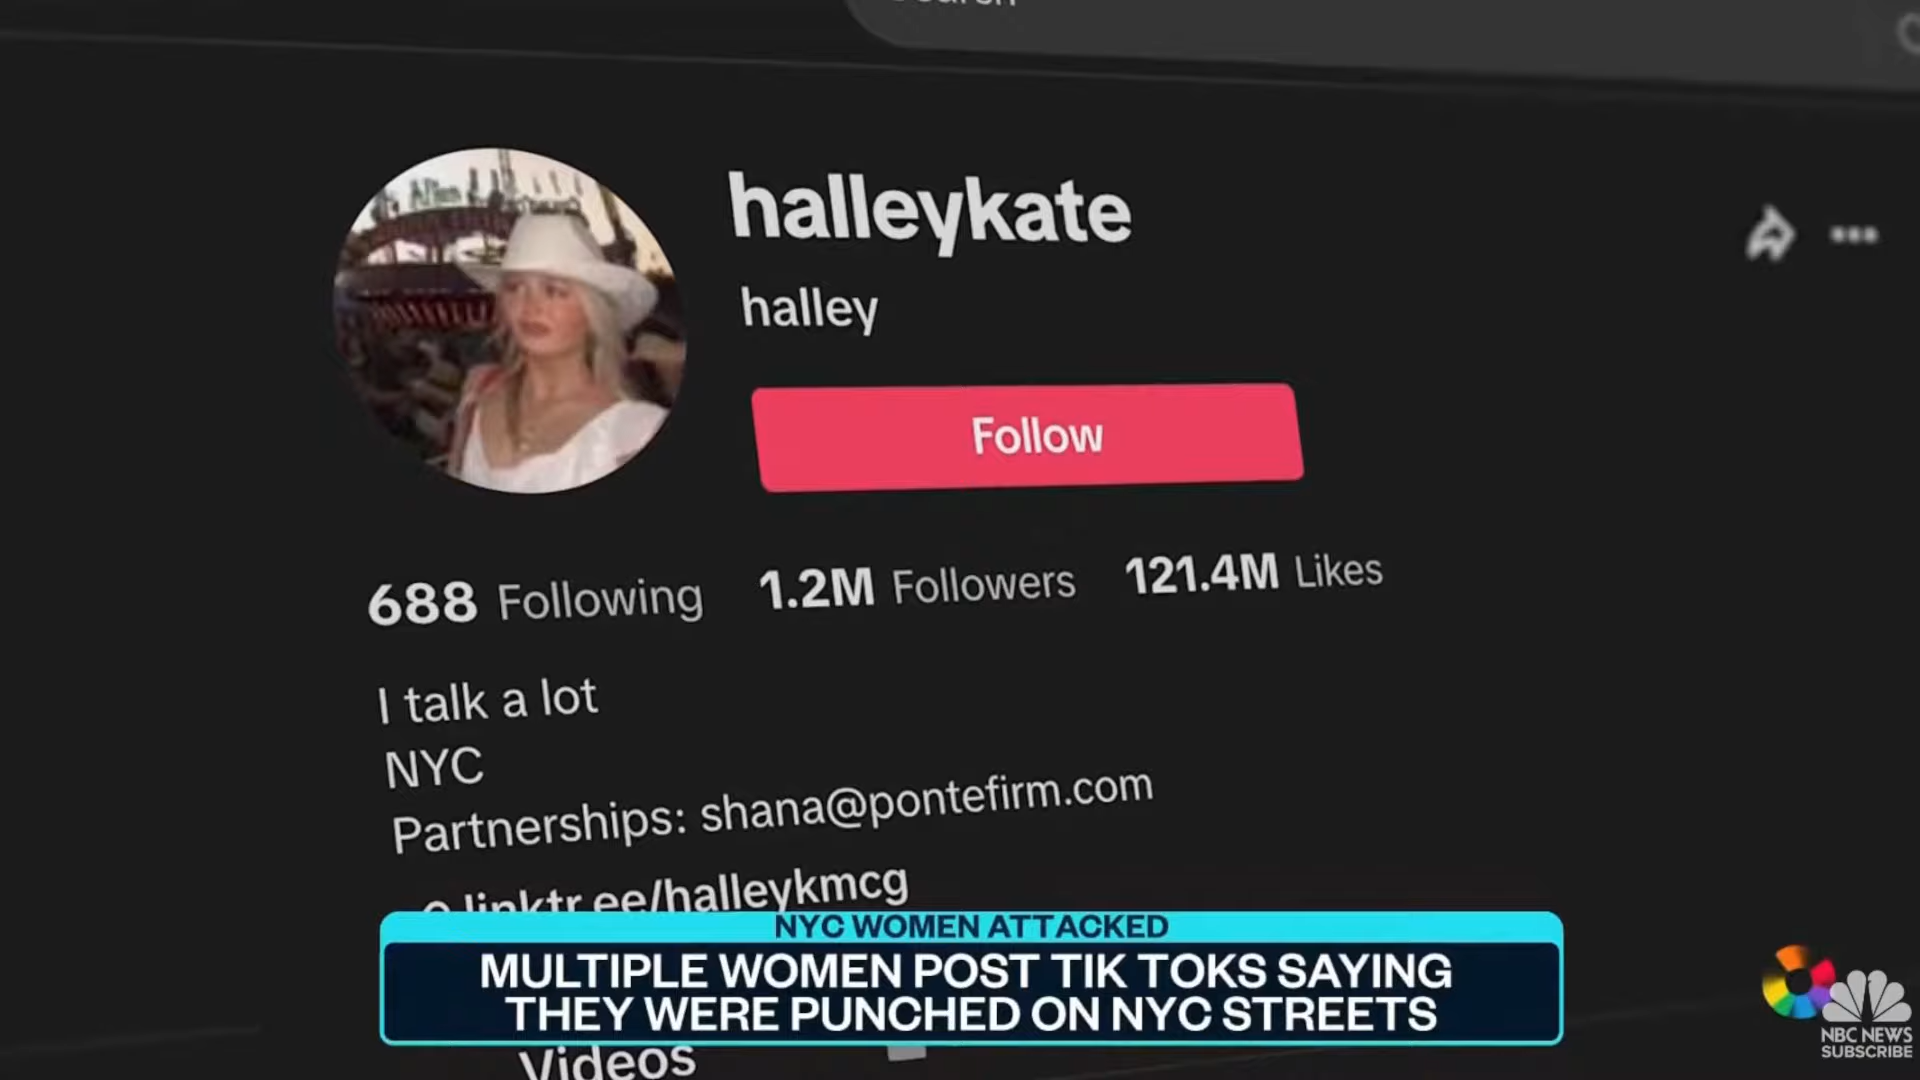 halleykate
halley
Follow
688 Following 1.2M Followers 121.4M Likes
I talk a lot
NYC
Partnerships: shana@pontefirm.com
linktr.ee/halleykmcg
NYC WOMEN ATTACKED
MULTIPLE WOMEN POST TIK TOKS SAYING
THEY WERE PUNCHED ON NYC STREETS
Videos
NBC NEWS
SUBSCRIBE